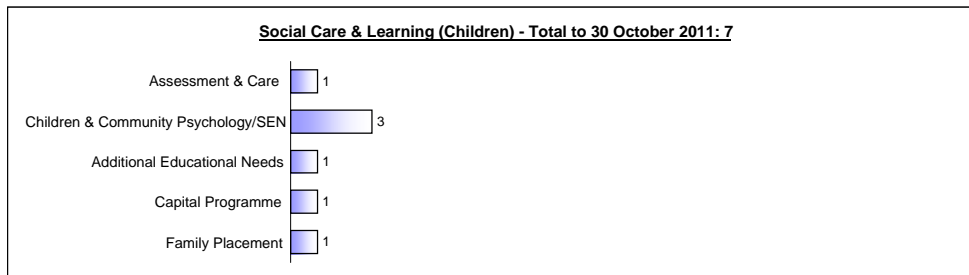 Social Care & Learning (Children) - Total to 30 October 2011: 7
Assessment & Care 1
Children & Community Psychology/SEN 3
Additional Educational Needs 1
Capital Programme 1
Family Placement 1